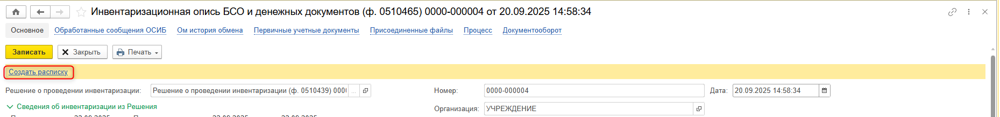 Инвентаризационная опись БСО и денежных документов (ф. 0510465) 0000-000004 от 20.09.2025 14:58:34
Основное Обработанные сообщения ОСИБ Ом история обмена Первичные учетные документы Присоединенные файлы Процесс Документооборот
Записать Закрыть Печать
Создать расписку
Решение о проведении инвентаризации: Решение о проведении инвентаризации (ф. 0510439) 000 ... Номер: 0000-000004 Дата: 20.09.2025 14:58:34
Сведения об инвентаризации из Решения
Организация: УЧРЕЖДЕНИЕ